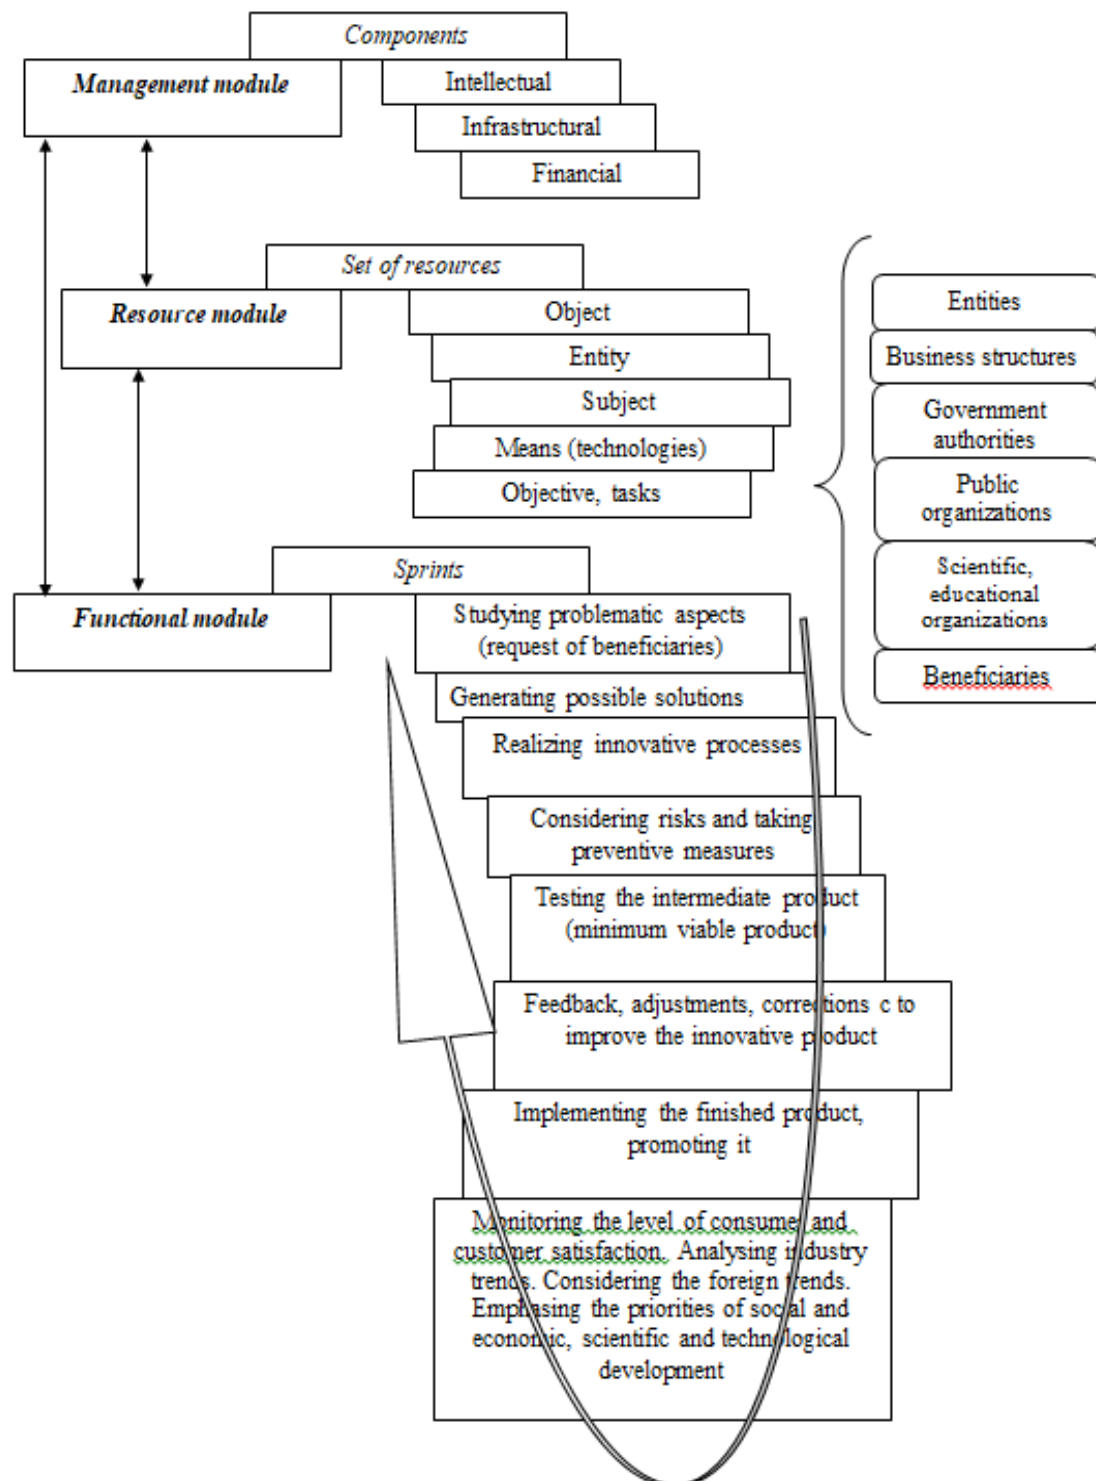 Components
Management module
Intellectual
Infrastructural
Financial
Set of resources
Resource module
Object
Entity
Subject
Means (technologies)
Objective, tasks
Entities
Business structures
Government
authorities
Public
organizations
Scientific,
educational
organizations
Beneficiaries
Sprints
Functional module
Studying problematic aspects
(request of beneficiaries)
Generating possible solutions
Realizing innovative processes
Considering risks and taking
preventive measures
Testing the intermediate product
(minimum viable product)
Feedback, adjustments, corrections c to
improve the innovative product
Implementing the finished product,
promoting it
Monitoring the level of consumer and
customer satisfaction. Analysing industry
trends. Considering the foreign trends.
Emphasing the priorities of social and
economic, scientific and technological
development